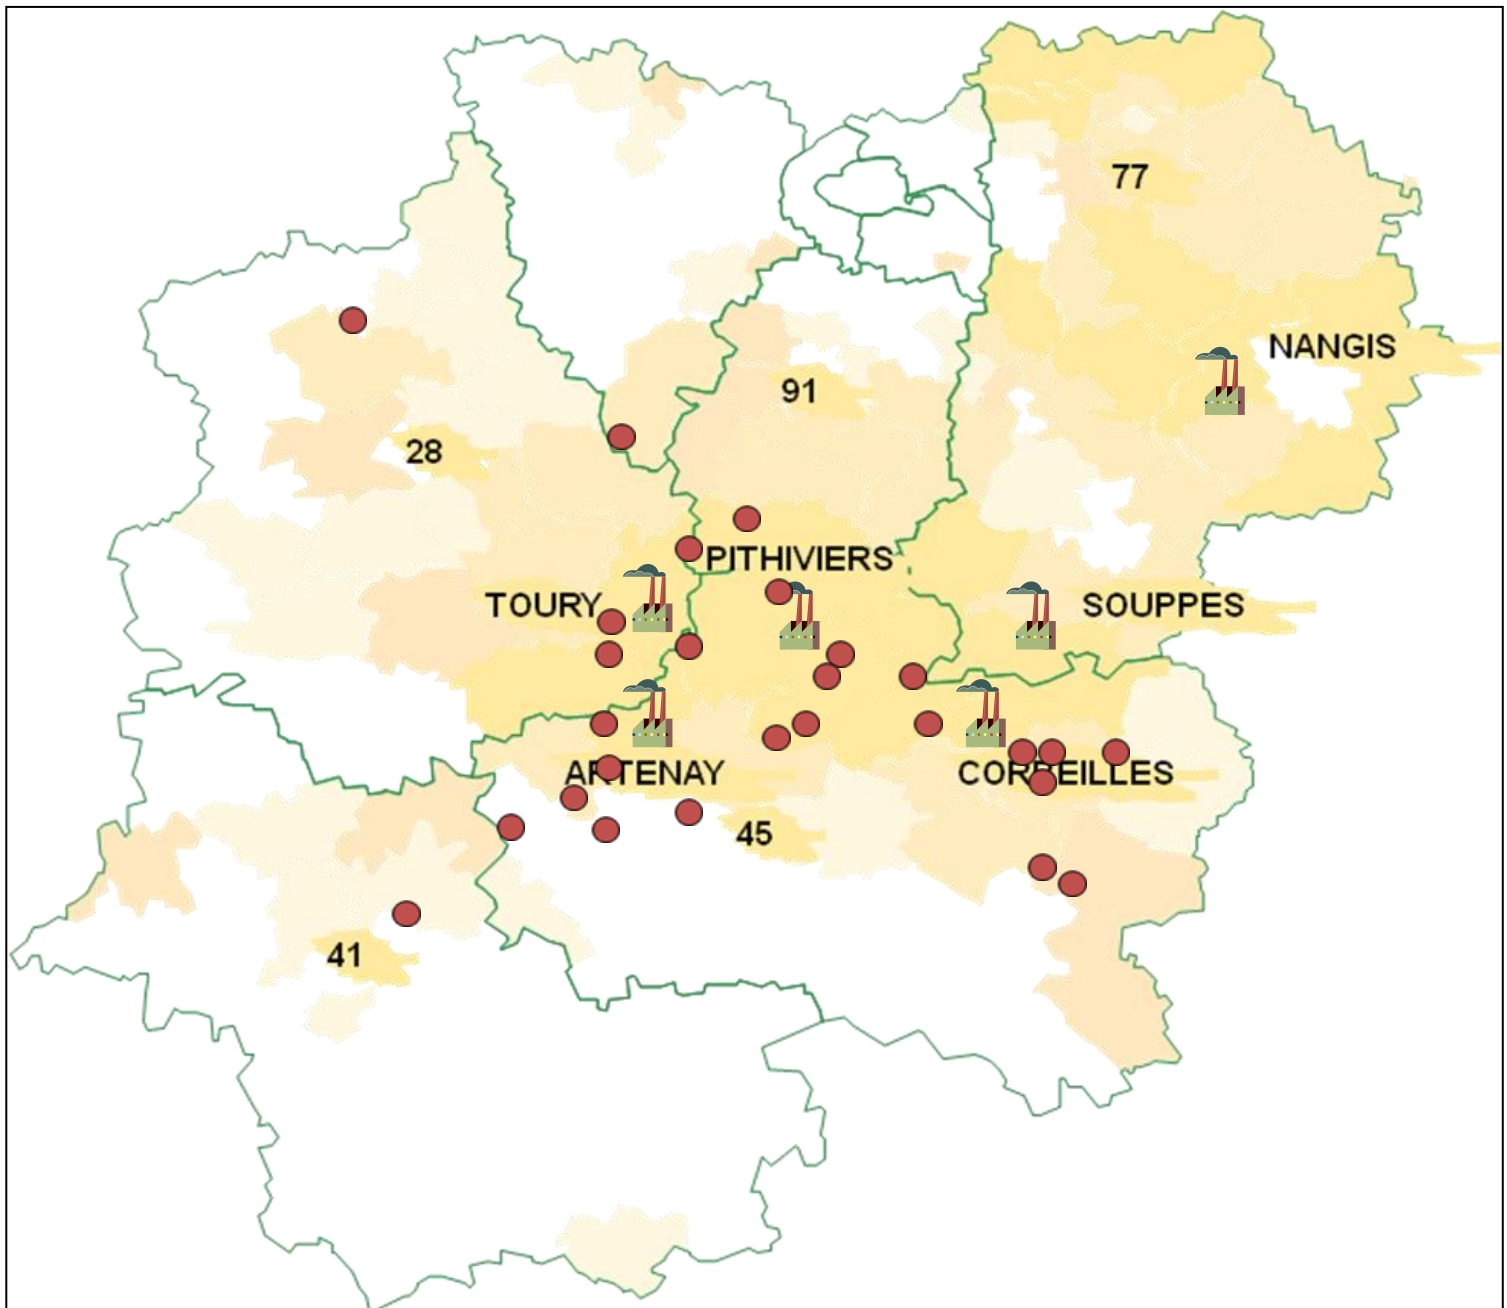 77
NANGIS
91
28
PITHIVIERS
TOURY
SOUPPES
ARTENAY
CORBEILLES
45
41